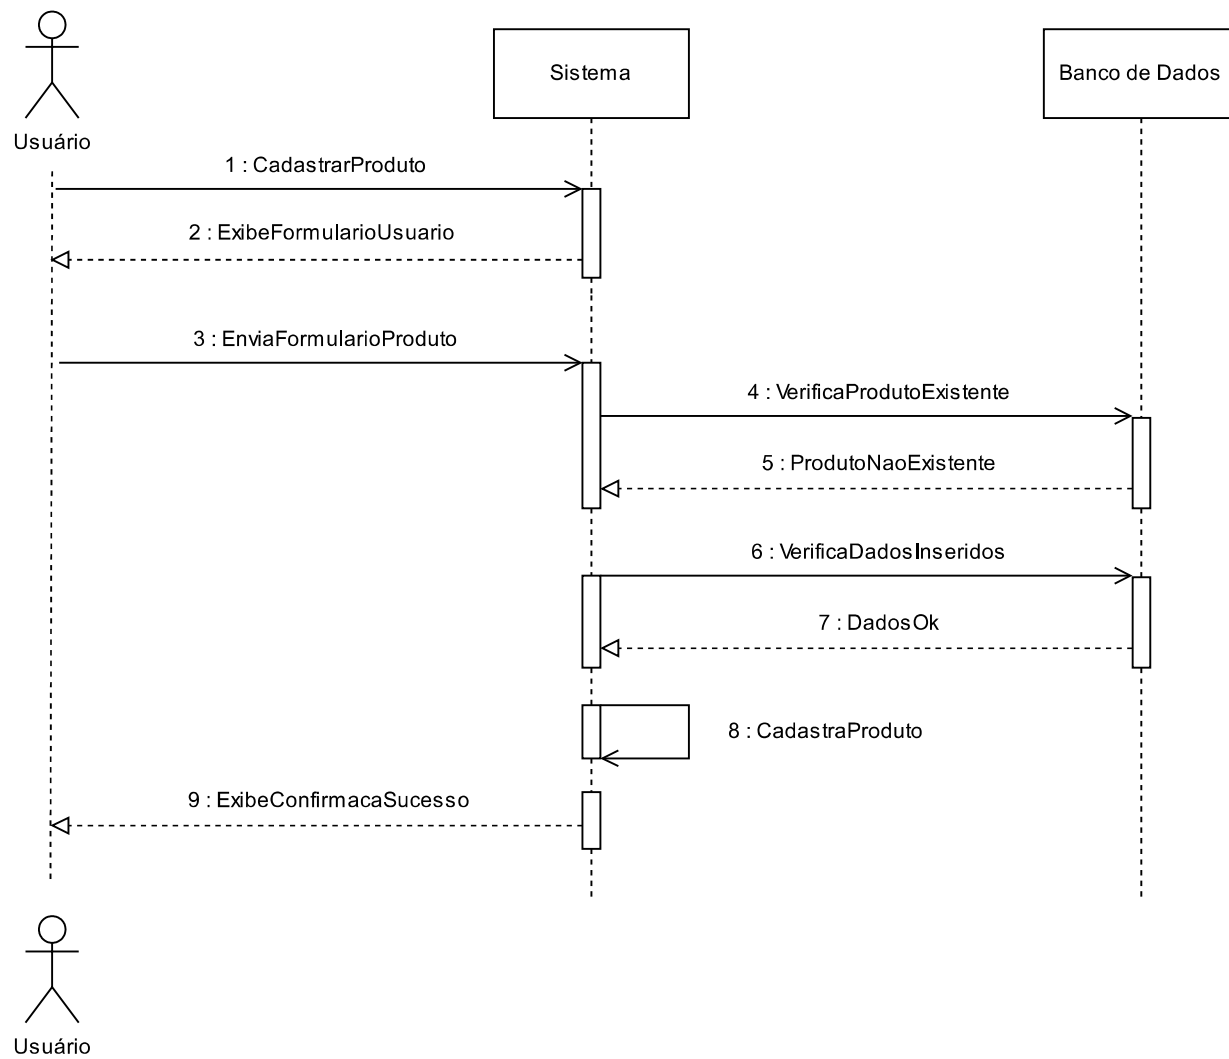 Sistema
Banco de Dados
Usuário
1 : CadastrarProduto
2 : ExibeFormularioUsuario
3 : EnviaFormularioProduto
4 : VerificaProdutoExistente
5 : ProdutoNaoExistente
6 : VerificaDadosInseridos
7 : DadosOk
8 : CadastraProduto
9 : ExibeConfirmacaSucesso
Usuário